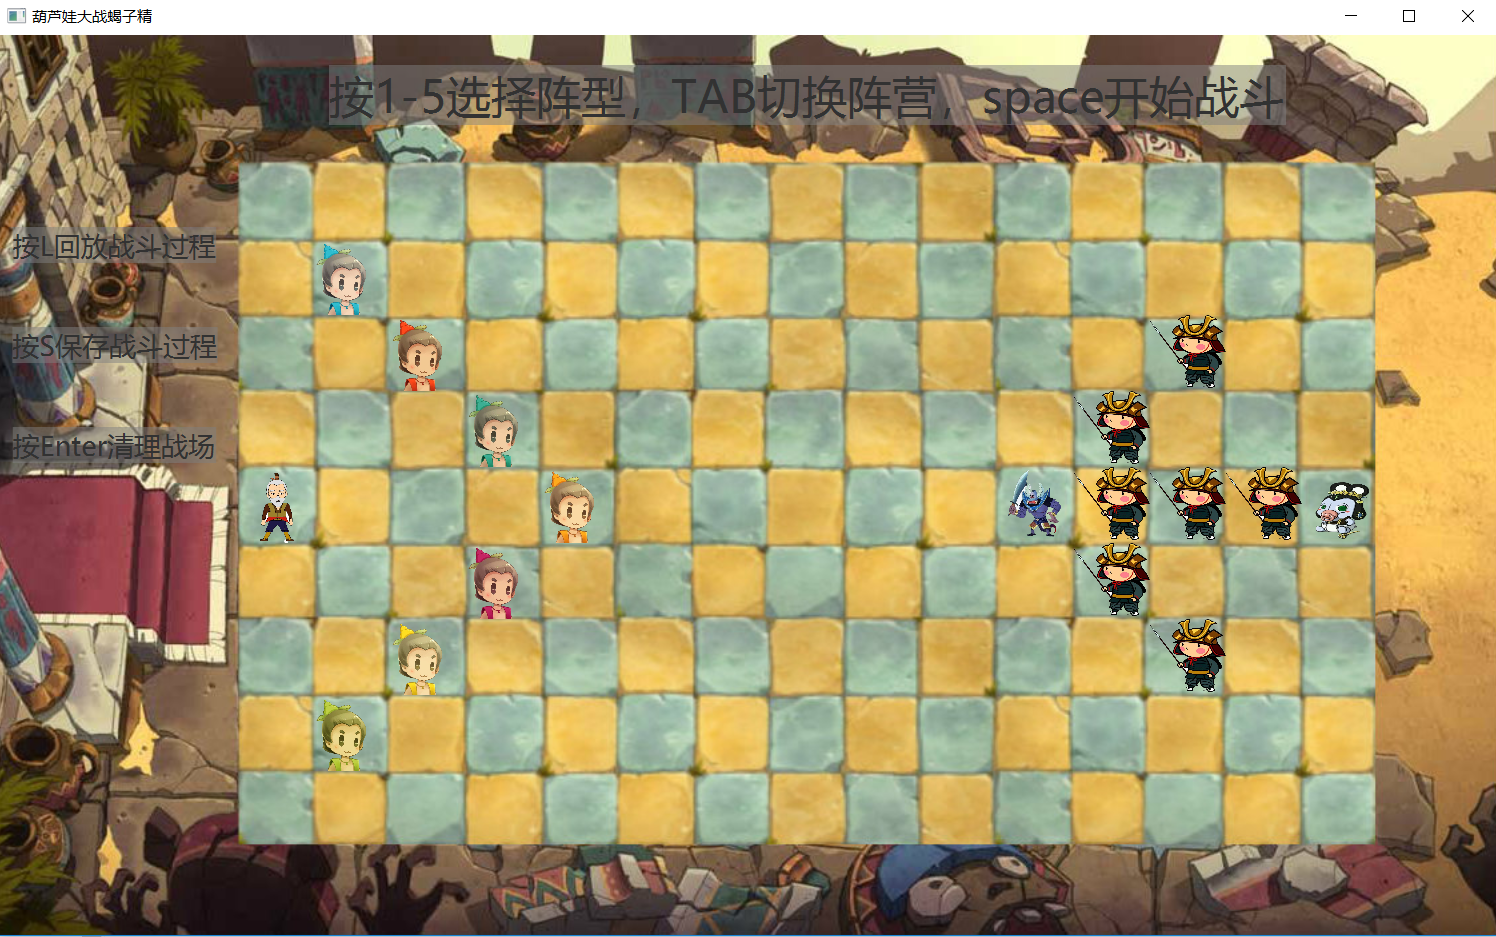 葫芦娃大战蝎子精
按1-5选择阵型，TAB切换阵营，space开始战斗
按L回放战斗过程
按S保存战斗过程
按Enter清理战场